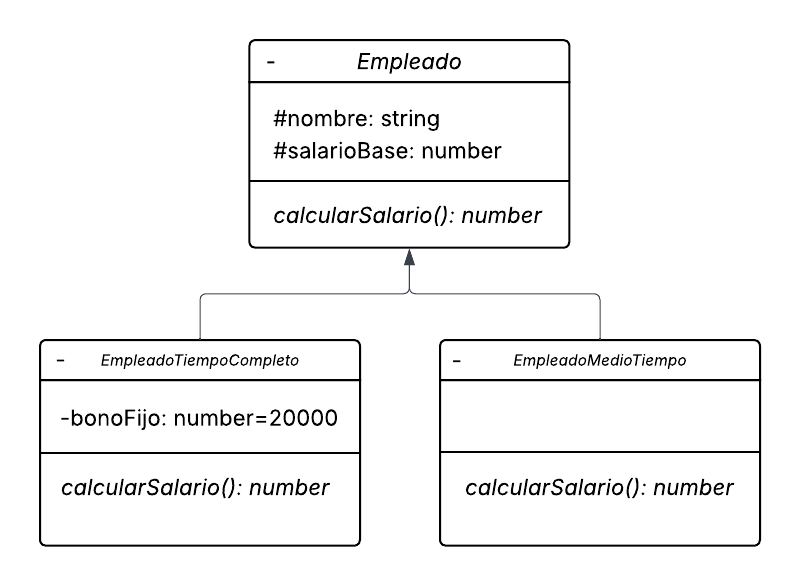 - Empleado
#nombre: string
#salarioBase: number
calcularSalario(): number
- EmpleadoTiempoCompleto
-bonoFijo: number=20000
calcularSalario(): number
- EmpleadoMedioTiempo
calcularSalario(): number